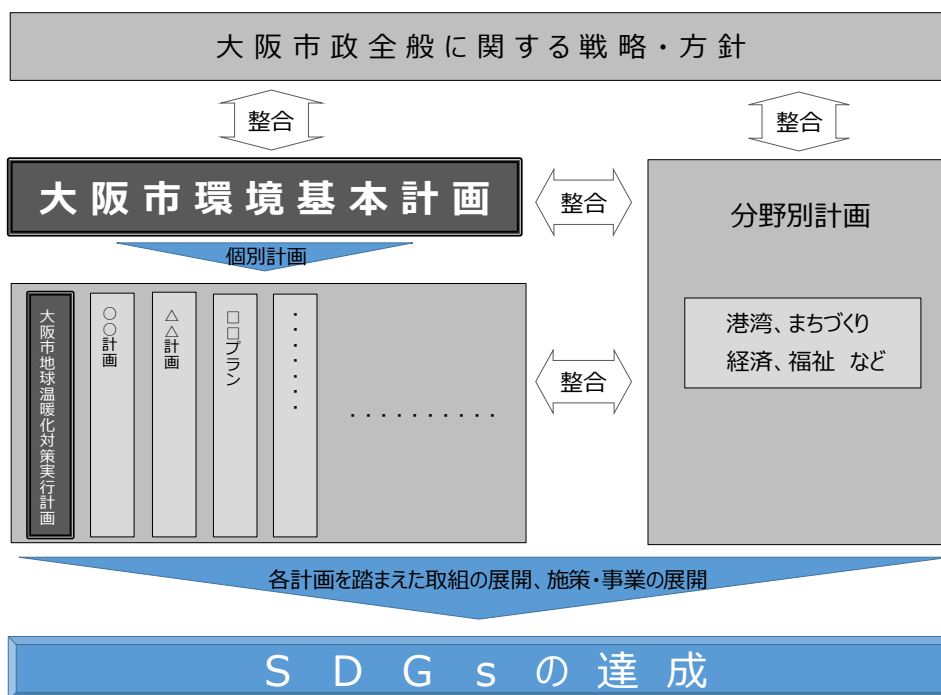 大阪市政全般に関する戦略・方針
整合
整合
大阪市環境基本計画
整合
分野別計画
個別計画
大阪市地球温暖化対策実行計画
○○計画
△△計画
□□プラン
・・・・・・・
・・・・・・・・・・
整合
港湾、まちづくり
経済、福祉 など
各計画を踏まえた取組の展開、施策・事業の展開
SDGsの達成